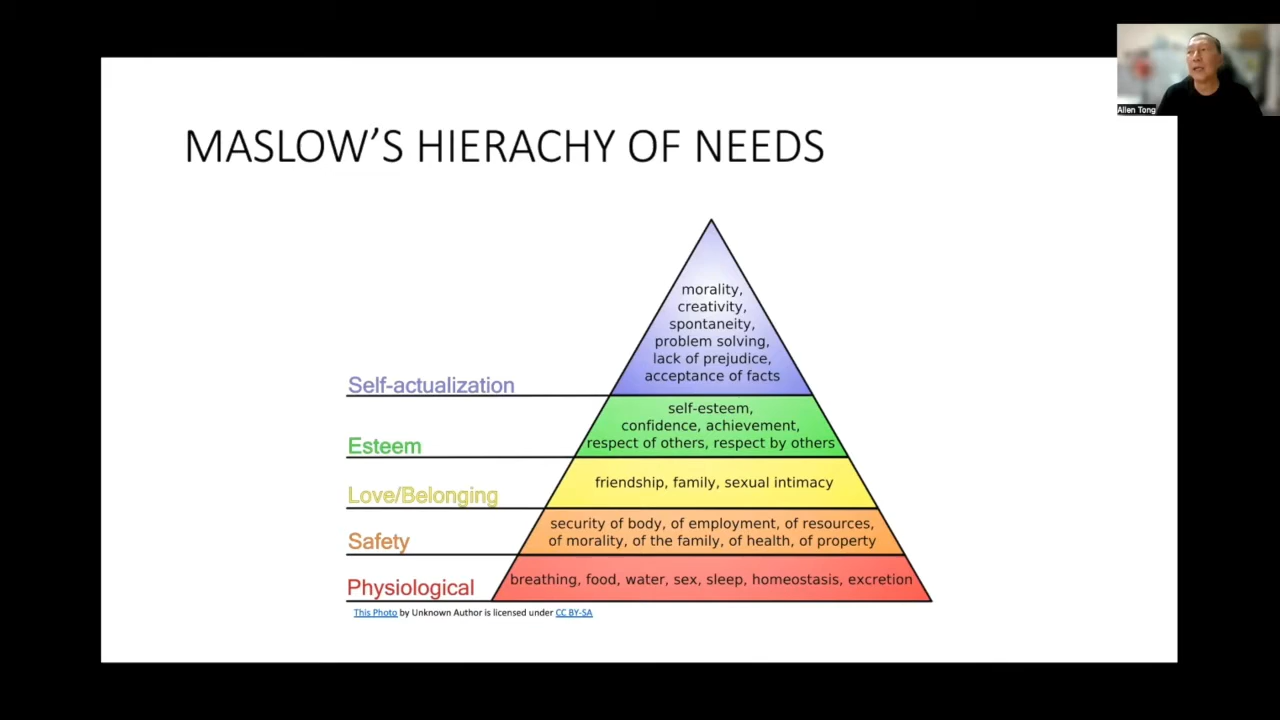 Allen Tong
MASLOW’S HIERACHY OF NEEDS
morality,
creativity,
spontaneity,
problem solving,
lack of prejudice,
acceptance of facts
Self-actualization
self-esteem,
confidence, achievement,
respect of others, respect by others
Esteem
friendship, family, sexual intimacy
Love/Belonging
security of body, of employment, of resources,
of morality, of the family, of health, of property
Safety
breathing, food, water, sex, sleep, homeostasis, excretion
Physiological
This Photo by Unknown Author is licensed under CC BY-SA